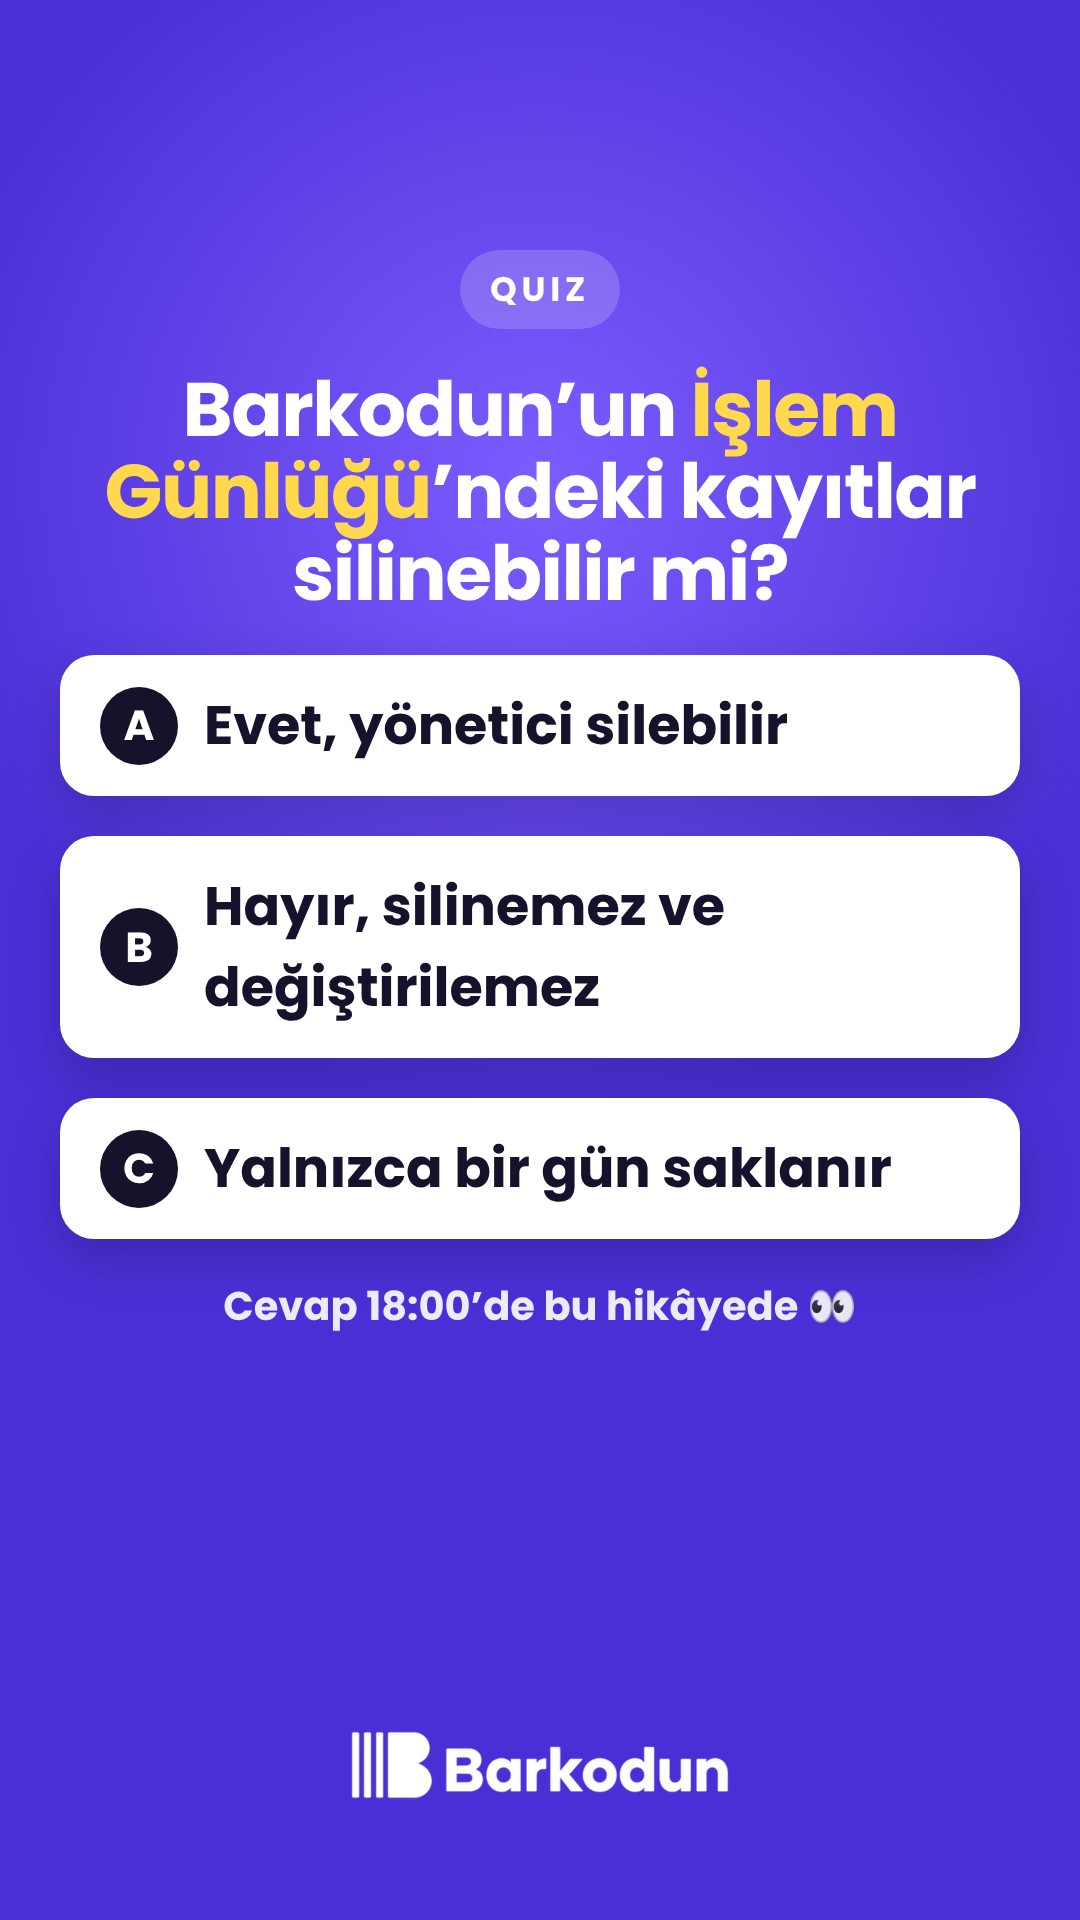 QUIZ
Barkodun’un İşlem
Günlüğü’ndeki kayıtlar
silinebilir mi?
A Evet, yönetici silebilir
B Hayır, silinemez ve
değiştirilemez
C Yalnızca bir gün saklanır
Cevap 18:00’de bu hikâyede 👀
Barkodun